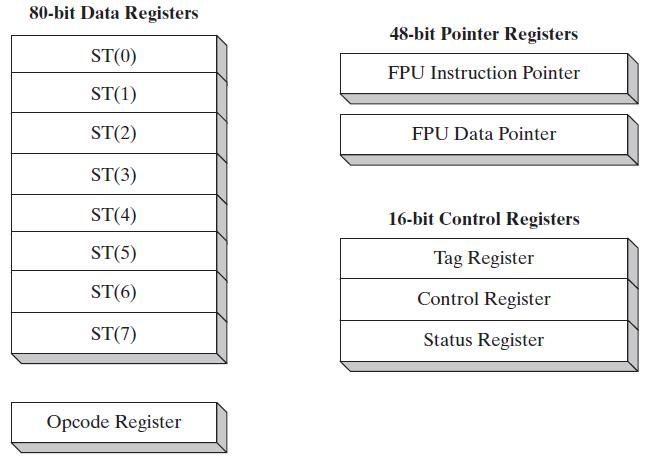 80-bit Data Registers
ST(0)
ST(1)
ST(2)
ST(3)
ST(4)
ST(5)
ST(6)
ST(7)
Opcode Register
48-bit Pointer Registers
FPU Instruction Pointer
FPU Data Pointer
16-bit Control Registers
Tag Register
Control Register
Status Register